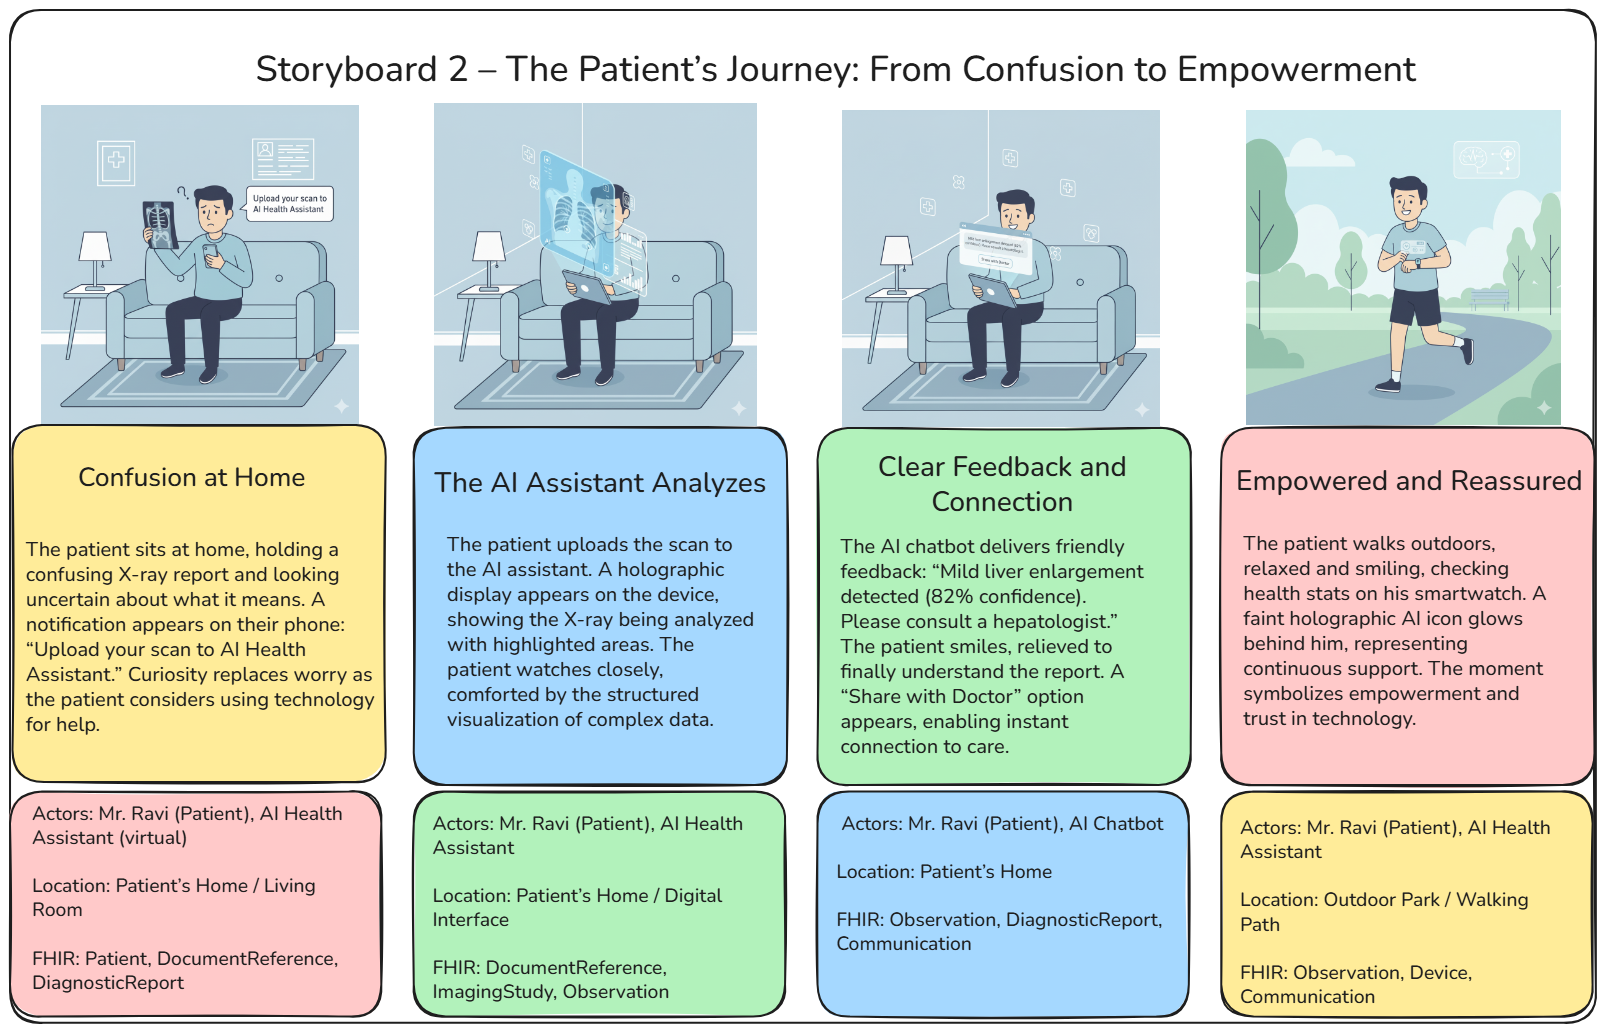 Storyboard 2 – The Patient’s Journey: From Confusion to Empowerment
Upload your scan to
AI Health Assistant
Share with Doctor
Confusion at Home
The patient sits at home, holding a
confusing X-ray report and looking
uncertain about what it means. A
notification appears on their phone:
“Upload your scan to AI Health
Assistant.” Curiosity replaces worry as
the patient considers using technology
for help.
The AI Assistant Analyzes
The patient uploads the scan to
the AI assistant. A holographic
display appears on the device,
showing the X-ray being analyzed
with highlighted areas. The
patient watches closely,
comforted by the structured
visualization of complex data.
Clear Feedback and
Connection
The AI chatbot delivers friendly
feedback: “Mild liver enlargement
detected (82% confidence).
Please consult a hepatologist.”
The patient smiles, relieved to
finally understand the report. A
“Share with Doctor” option
appears, enabling instant
connection to care.
Empowered and Reassured
The patient walks outdoors,
relaxed and smiling, checking
health stats on his smartwatch. A
faint holographic AI icon glows
behind him, representing
continuous support. The moment
symbolizes empowerment and
trust in technology.
Actors: Mr. Ravi (Patient), AI Health
Assistant (virtual)
Location: Patient’s Home / Living
Room
FHIR: Patient, DocumentReference,
DiagnosticReport
Actors: Mr. Ravi (Patient), AI Health
Assistant
Location: Patient’s Home / Digital
Interface
FHIR: DocumentReference,
ImagingStudy, Observation
Actors: Mr. Ravi (Patient), AI Chatbot
Location: Patient’s Home
FHIR: Observation, DiagnosticReport,
Communication
Actors: Mr. Ravi (Patient), AI Health
Assistant
Location: Outdoor Park / Walking
Path
FHIR: Observation, Device,
Communication